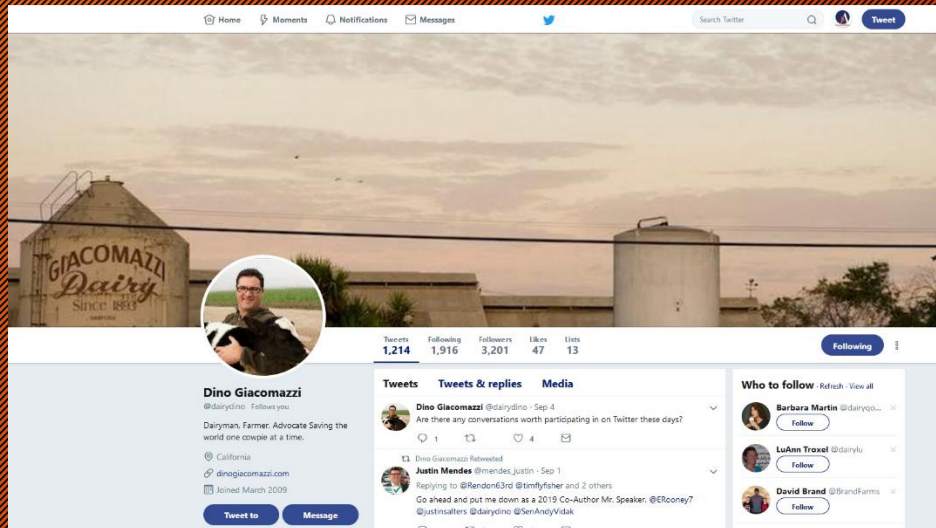 Home Moments Notifications Messages Search Twitter Tweet
GIACOMAZZI
Dairy
Since 1893
HANFORD
Tweets Following Followers Likes Lists
1,214 1,916 3,201 47 13
Following
Dino Giacomazzi
@dairydino Follows you
Dairyman, Farmer, Advocate Saving the
world one cowpie at a time.
California
dinogiacomazzi.com
Joined March 2009
Tweet to Message
Tweets Tweets & replies Media
Dino Giacomazzi @dairydino · Sep 4
Are there any conversations worth participating in on Twitter these days?
1 4
Dino Giacomazzi Retweeted
Justin Mendes @mendes_justin · Sep 1
Replying to @Rendon63rd @timflyfisher and 2 others
Go ahead and put me down as a 2019 Co-Author Mr. Speaker. @ERooney7
@justinsalters @dairydino @SenAndyVidak
Who to follow · Refresh · View all
Barbara Martin @dairygo...
Follow
LuAnn Troxel @dairylu
Follow
David Brand @BrandFarms
Follow